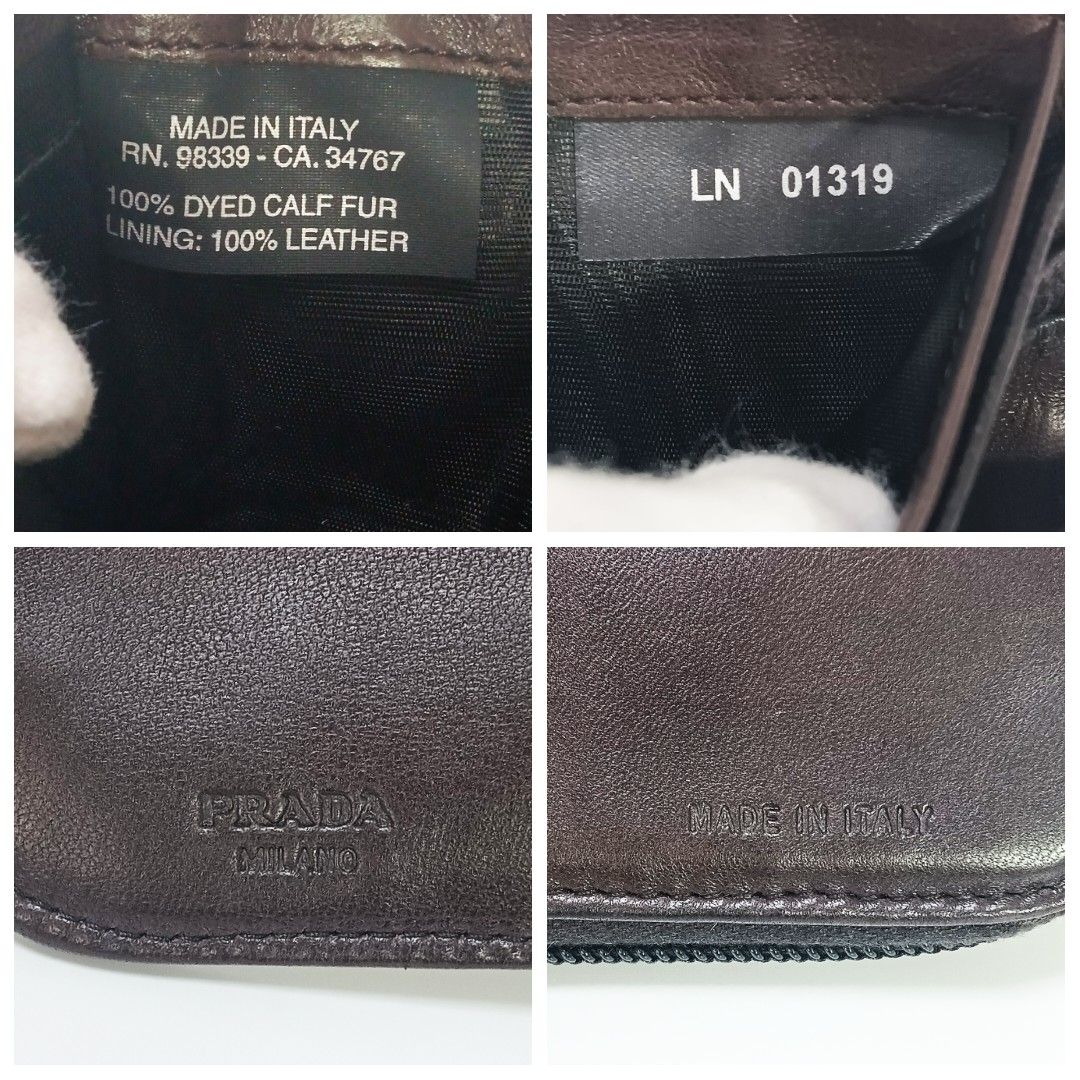 MADE IN ITALY
RN. 98339 - CA. 34767
100% DYED CALF FUR
LINING: 100% LEATHER
LN 01319
PRADA
MILANO
MADE IN ITALY